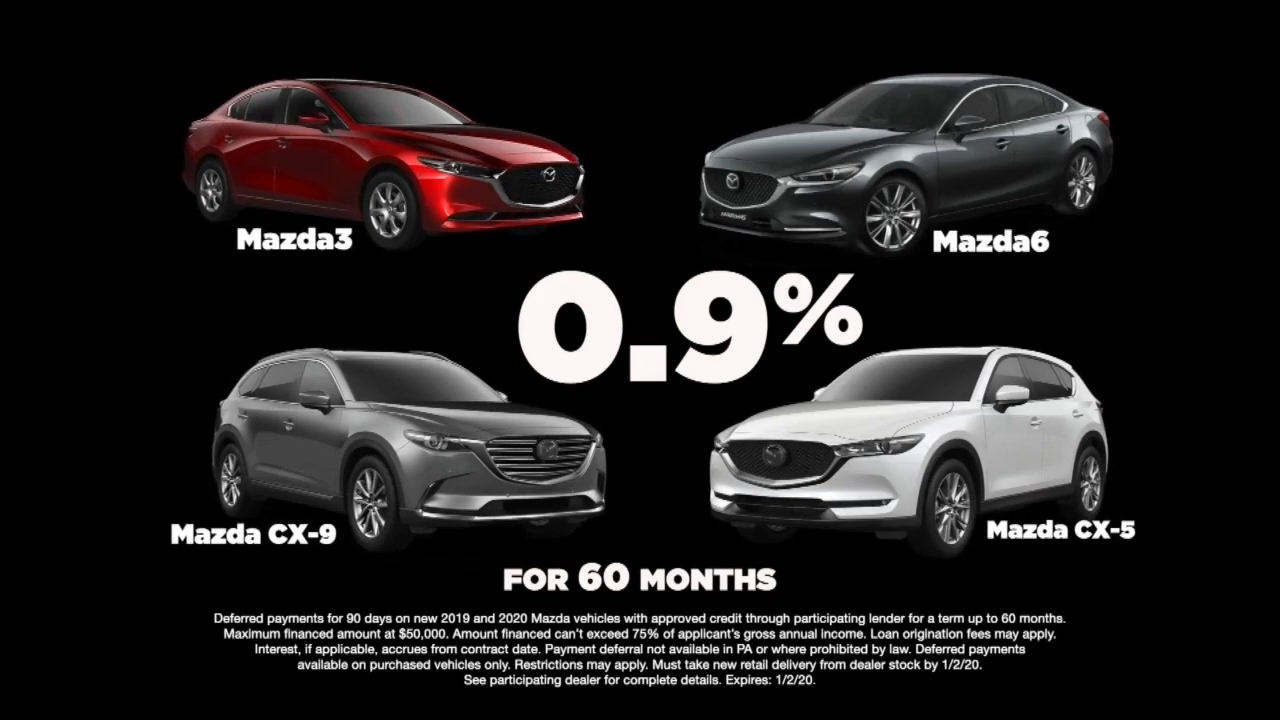 Mazda3
Mazda6
0.9%
Mazda CX-9
Mazda CX-5
FOR 60 MONTHS
Deferred payments for 90 days on new 2019 and 2020 Mazda vehicles with approved credit through participating lender for a term up to 60 months.
Maximum financed amount at $50,000. Amount financed can't exceed 75% of applicant's gross annual income. Loan origination fees may apply.
Interest, if applicable, accrues from contract date. Payment deferral not available in PA or where prohibited by law. Deferred payments
available on purchased vehicles only. Restrictions may apply. Must take new retail delivery from dealer stock by 1/2/20.
See participating dealer for complete details. Expires: 1/2/20.